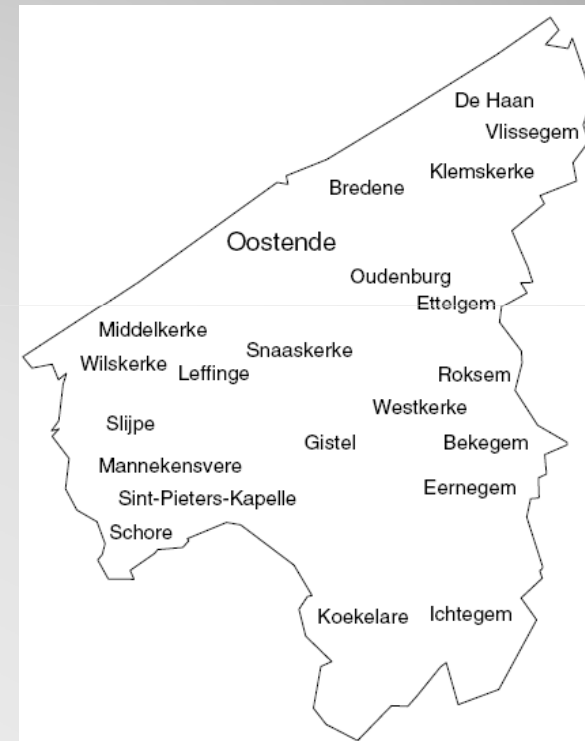 De Haan
Vlissegem
Klemskerke
Bredene
Oostende
Oudenburg
Ettelgem
Middelkerke
Snaaskerke
Wilskerke
Leffinge
Roksem
Westkerke
Slijpe
Gistel
Bekegem
Mannekensvere
Eernegem
Sint-Pieters-Kapelle
Schore
Koekelare
Ichtegem